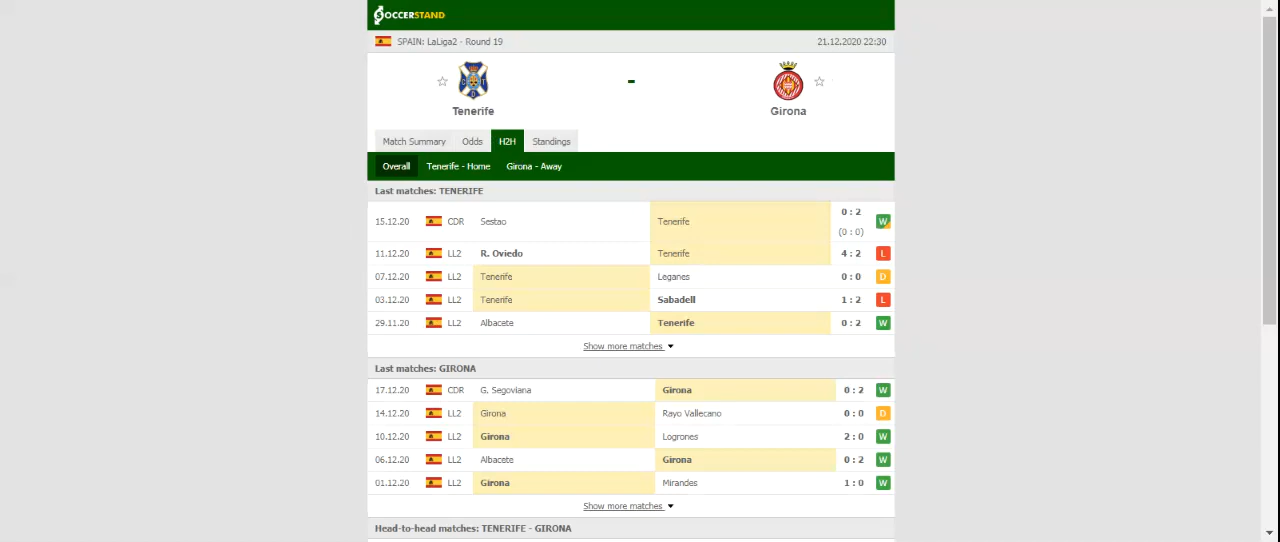 SOCCERSTAND
SPAIN: LaLiga2 - Round 19 21.12.2020 22:30
-
Tenerife Girona
Match Summary Odds H2H Standings
Overall Tenerife - Home Girona - Away
Last matches: TENERIFE
15.12.20 CDR Sestao Tenerife 0 : 2 (0 : 0) W
11.12.20 LL2 R. Oviedo Tenerife 4 : 2 L
07.12.20 LL2 Tenerife Leganes 0 : 0 D
03.12.20 LL2 Tenerife Sabadell 1 : 2 L
29.11.20 LL2 Albacete Tenerife 0 : 2 W
Show more matches
Last matches: GIRONA
17.12.20 CDR G. Segoviana Girona 0 : 2 W
14.12.20 LL2 Girona Rayo Vallecano 0 : 0 D
10.12.20 LL2 Girona Logrones 2 : 0 W
06.12.20 LL2 Albacete Girona 0 : 2 W
01.12.20 LL2 Girona Mirandes 1 : 0 W
Show more matches
Head-to-head matches: TENERIFE - GIRONA